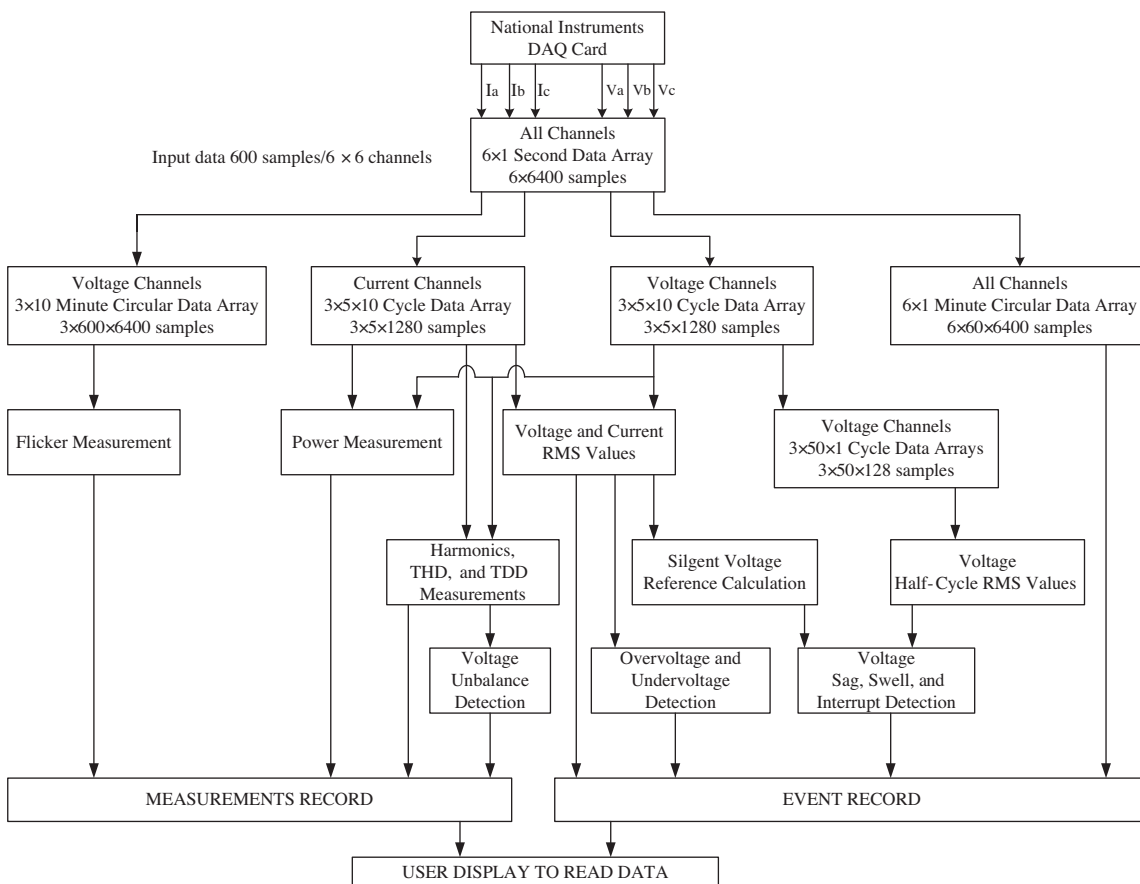 National Instruments
DAQ Card
Ia
Ib
Ic
Va
Vb
Vc
Input data 600 samples/6 × 6 channels
All Channels
6×1 Second Data Array
6×6400 samples
Voltage Channels
3×10 Minute Circular Data Array
3×600×6400 samples
Current Channels
3×5×10 Cycle Data Array
3×5×1280 samples
Voltage Channels
3×5×10 Cycle Data Array
3×5×1280 samples
All Channels
6×1 Minute Circular Data Array
6×60×6400 samples
Flicker Measurement
Power Measurement
Voltage and Current
RMS Values
Voltage Channels
3×50×1 Cycle Data Arrays
3×50×128 samples
Harmonics,
THD, and TDD
Measurements
Silgent Voltage
Reference Calculation
Voltage
Half-Cycle RMS Values
Voltage
Unbalance
Detection
Overvoltage and
Undervoltage
Detection
Voltage
Sag, Swell, and
Interrupt Detection
MEASUREMENTS RECORD
EVENT RECORD
USER DISPLAY TO READ DATA